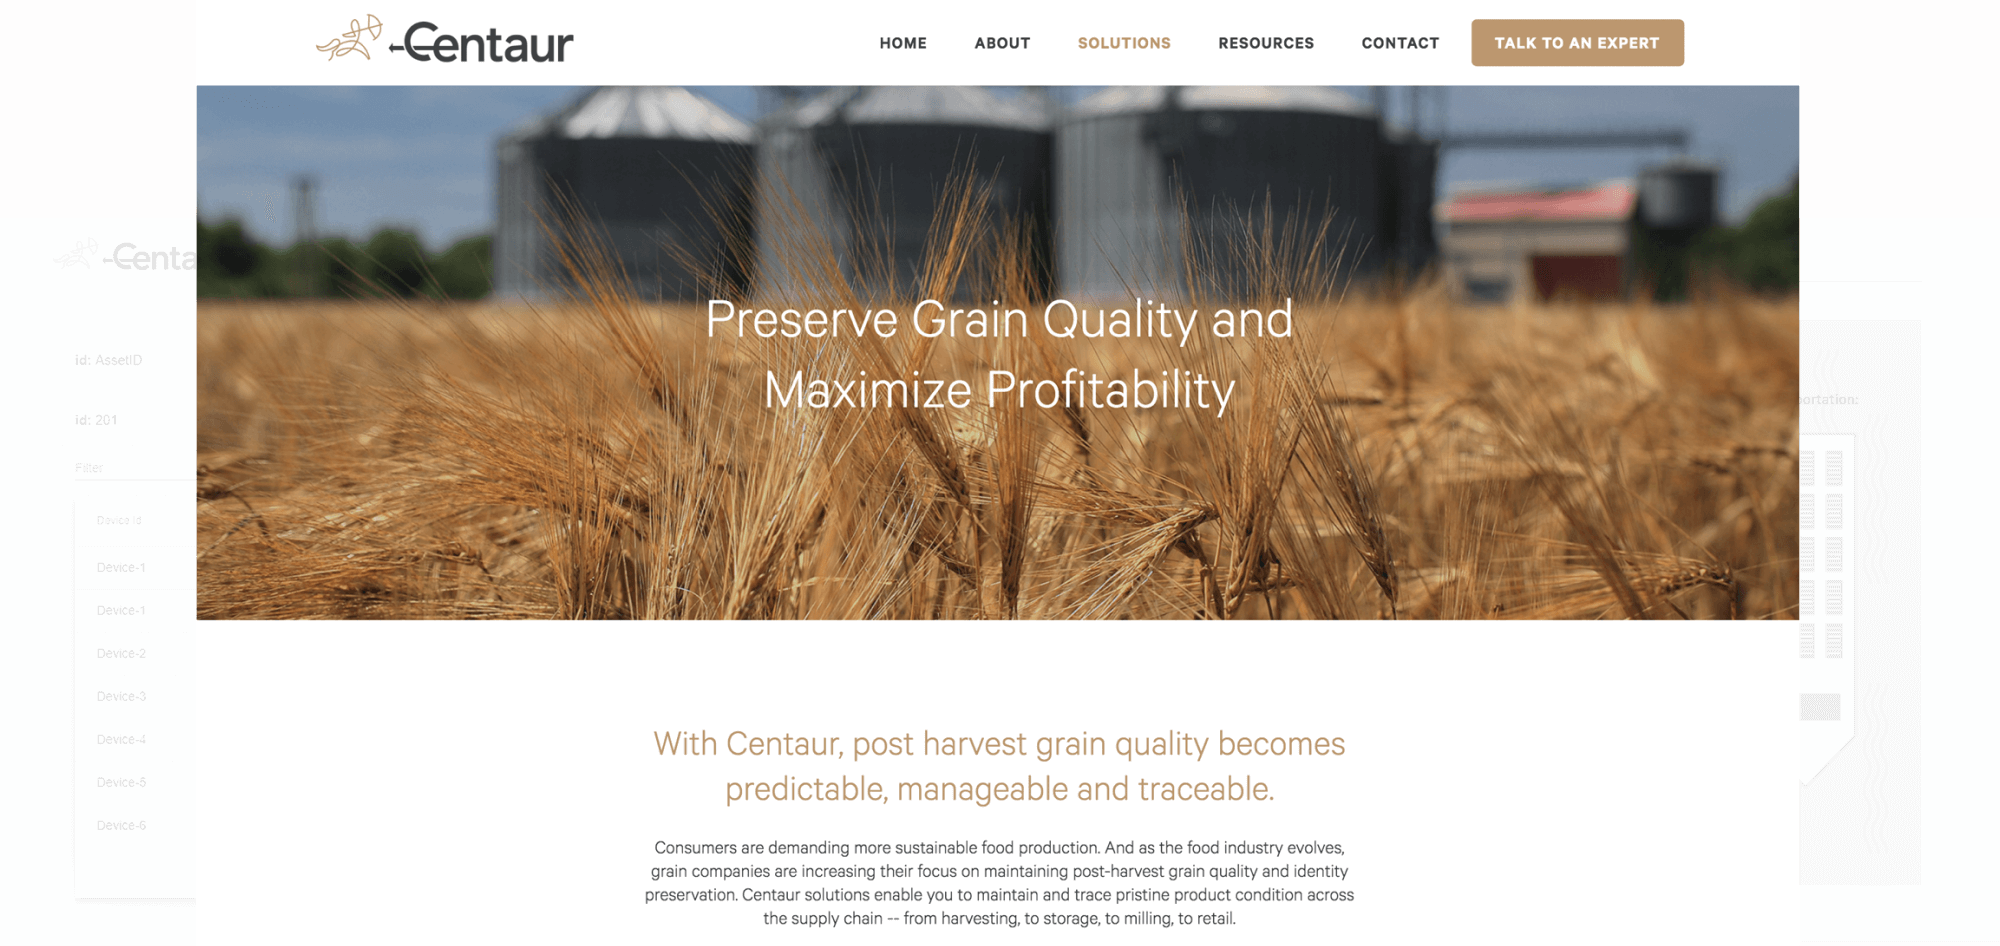 Centaur
HOME ABOUT SOLUTIONS RESOURCES CONTACT TALK TO AN EXPERT
Preserve Grain Quality and
Maximize Profitability
With Centaur, post harvest grain quality becomes
predictable, manageable and traceable.
Consumers are demanding more sustainable food production. And as the food industry evolves,
grain companies are increasing their focus on maintaining post-harvest grain quality and identity
preservation. Centaur solutions enable you to maintain and trace pristine product condition across
the supply chain -- from harvesting, to storage, to milling, to retail.
Centa
id: AssetID
id: 201
Filter
Device Id
Device-1
Device-1
Device-2
Device-3
Device-4
Device-5
Device-6
ortation: